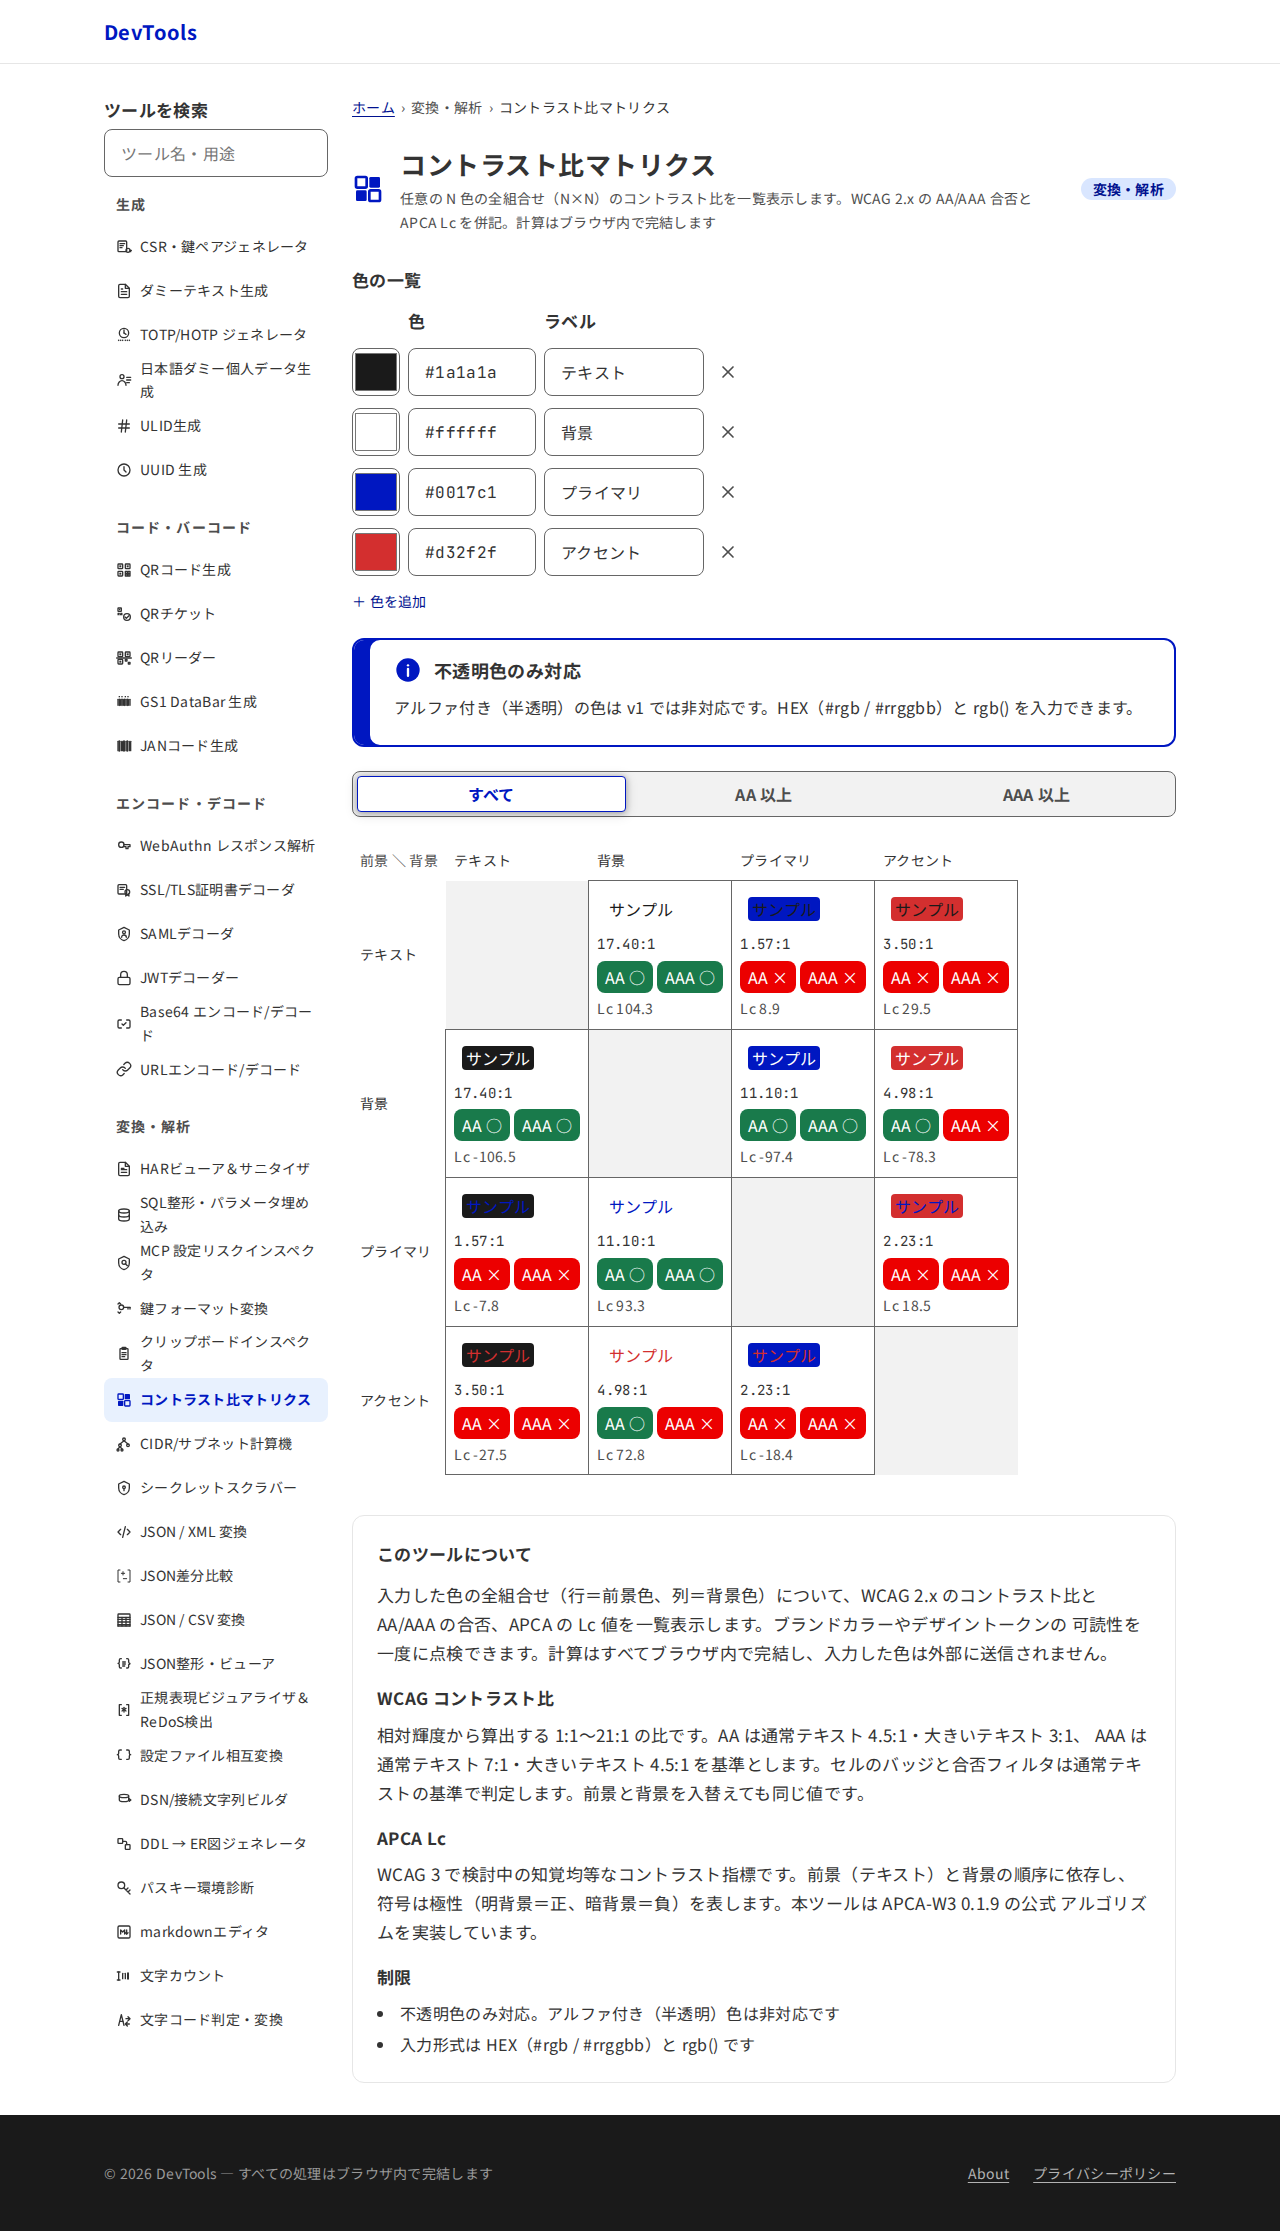 DevTools
ツールを検索
ツール名・用途
生成
CSR・鍵ペアジェネレータ
ダミーテキスト生成
TOTP/HOTP ジェネレータ
日本語ダミー個人データ生
成
ULID生成
UUID 生成
コード・バーコード
QRコード生成
QRチケット
QRリーダー
GS1 DataBar 生成
JANコード生成
エンコード・デコード
WebAuthn レスポンス解析
SSL/TLS証明書デコーダ
SAMLデコーダ
JWTデコーダー
Base64 エンコード/デコー
ド
URLエンコード/デコード
変換・解析
HARビューア＆サニタイザ
SQL整形・パラメータ埋め
込み
MCP 設定リスクインスペク
タ
鍵フォーマット変換
クリップボードインスペク
タ
コントラスト比マトリクス
CIDR/サブネット計算機
シークレットスクラバー
JSON / XML 変換
JSON差分比較
JSON / CSV 変換
JSON整形・ビューア
正規表現ビジュアライザ＆
ReDoS検出
設定ファイル相互変換
DSN/接続文字列ビルダ
DDL → ER図ジェネレータ
パスキー環境診断
markdownエディタ
文字カウント
文字コード判定・変換
ホーム › 変換・解析 › コントラスト比マトリクス
コントラスト比マトリクス
任意の N 色の全組合せ（N×N）のコントラスト比を一覧表示します。WCAG 2.x の AA/AAA 合否と
APCA Lc を併記。計算はブラウザ内で完結します
変換・解析
色の一覧
色 ラベル
#1a1a1a テキスト ×
#ffffff 背景 ×
#0017c1 プライマリ ×
#d32f2f アクセント ×
＋ 色を追加
不透明色のみ対応
アルファ付き（半透明）の色は v1 では非対応です。HEX（#rgb / #rrggbb）と rgb() を入力できます。
すべて AA 以上 AAA 以上
前景 ＼ 背景 テキスト 背景 プライマリ アクセント
サンプル サンプル サンプル
17.40:1 1.57:1 3.50:1
テキスト
AA ○ AAA ○ AA × AAA × AA × AAA ×
Lc 104.3 Lc 8.9 Lc 29.5
サンプル サンプル サンプル
17.40:1 11.10:1 4.98:1
背景
AA ○ AAA ○ AA ○ AAA ○ AA ○ AAA ×
Lc -106.5 Lc -97.4 Lc -78.3
サンプル サンプル サンプル
1.57:1 11.10:1 2.23:1
プライマリ
AA × AAA × AA ○ AAA ○ AA × AAA ×
Lc -7.8 Lc 93.3 Lc 18.5
サンプル サンプル サンプル
3.50:1 4.98:1 2.23:1
アクセント
AA × AAA × AA ○ AAA × AA × AAA ×
Lc -27.5 Lc 72.8 Lc -18.4
このツールについて
入力した色の全組合せ（行＝前景色、列＝背景色）について、WCAG 2.x のコントラスト比と
AA/AAA の合否、APCA の Lc 値を一覧表示します。ブランドカラーやデザイントークンの 可読性を
一度に点検できます。計算はすべてブラウザ内で完結し、入力した色は外部に送信されません。
WCAG コントラスト比
相対輝度から算出する 1:1〜21:1 の比です。AA は通常テキスト 4.5:1・大きいテキスト 3:1、 AAA は
通常テキスト 7:1・大きいテキスト 4.5:1 を基準とします。セルのバッジと合否フィルタは通常テキ
ストの基準で判定します。前景と背景を入替えても同じ値です。
APCA Lc
WCAG 3 で検討中の知覚均等なコントラスト指標です。前景（テキスト）と背景の順序に依存し、
符号は極性（明背景＝正、暗背景＝負）を表します。本ツールは APCA-W3 0.1.9 の公式 アルゴリズ
ムを実装しています。
制限
• 不透明色のみ対応。アルファ付き（半透明）色は非対応です
• 入力形式は HEX（#rgb / #rrggbb）と rgb() です
© 2026 DevTools — すべての処理はブラウザ内で完結します
About プライバシーポリシー